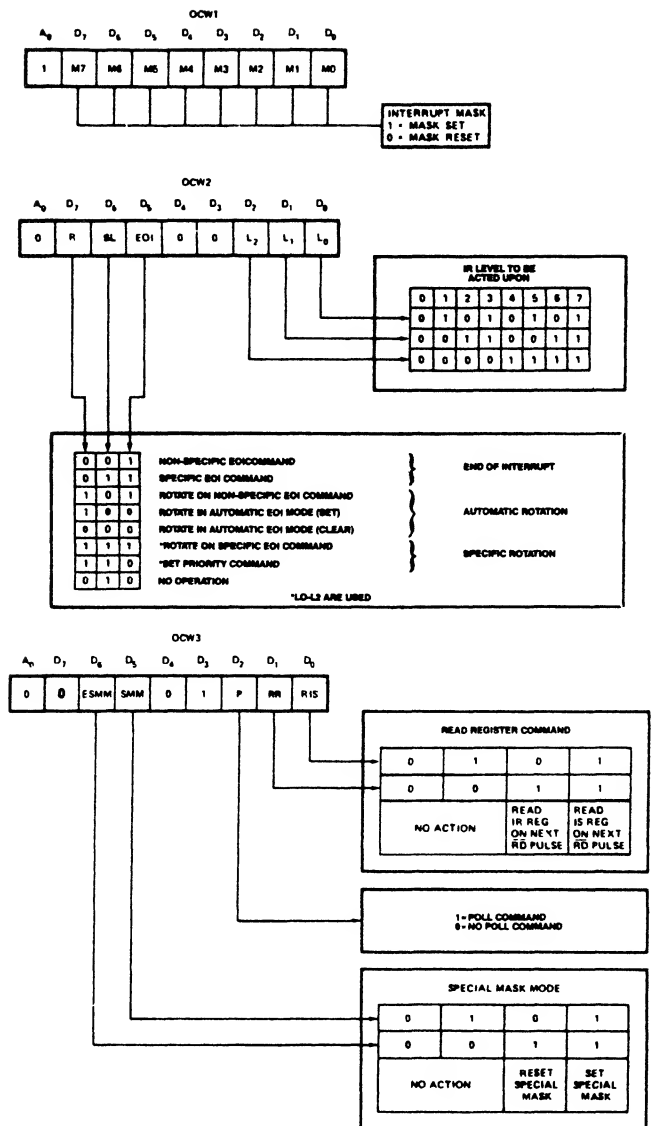 OCW1
A₀ D₇ D₆ D₅ D₄ D₃ D₂ D₁ D₀
1 M7 M6 M5 M4 M3 M2 M1 M0
INTERRUPT MASK
1 = MASK SET
0 = MASK RESET
OCW2
A₀ D₇ D₆ D₅ D₄ D₃ D₂ D₁ D₀
0 R SL EOI 0 0 L₂ L₁ L₀
IR LEVEL TO BE
ACTED UPON
0 1 2 3 4 5 6 7
0 1 0 1 0 1 0 1
0 0 1 1 0 0 1 1
0 0 0 0 1 1 1 1
0 0 1 NON-SPECIFIC EOICOMMAND
0 1 1 SPECIFIC EOI COMMAND
END OF INTERRUPT
1 0 1 ROTATE ON NON-SPECIFIC EOI COMMAND
1 0 0 ROTATE IN AUTOMATIC EOI MODE (SET)
0 0 0 ROTATE IN AUTOMATIC EOI MODE (CLEAR)
AUTOMATIC ROTATION
1 1 1 *ROTATE ON SPECIFIC EOI COMMAND
1 1 0 *SET PRIORITY COMMAND
SPECIFIC ROTATION
0 1 0 NO OPERATION
*LO-L2 ARE USED
OCW3
A₀ D₇ D₆ D₅ D₄ D₃ D₂ D₁ D₀
0 0 ESMM SMM 0 1 P RR RIS
READ REGISTER COMMAND
0 1 0 1
0 0 1 1
NO ACTION
READ
IR REG
ON NEXT
RD PULSE
READ
IS REG
ON NEXT
RD PULSE
1 = POLL COMMAND
0 = NO POLL COMMAND
SPECIAL MASK MODE
0 1 0 1
0 0 1 1
NO ACTION
RESET
SPECIAL
MASK
SET
SPECIAL
MASK